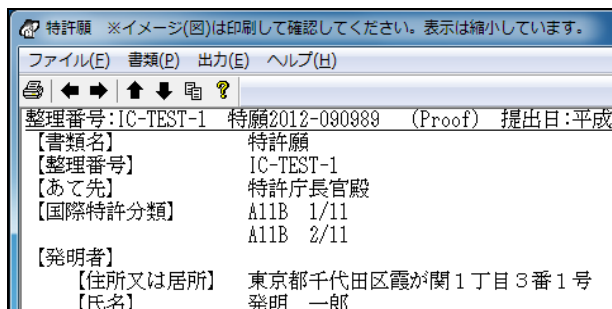 特許願　※イメージ(図)は印刷して確認してください。表示は縮小しています。
ファイル(F)　書類(P)　出力(E)　ヘルプ(H)
整理番号:IC-TEST-1　特願2012-090989　(Proof)　提出日:平成
【書類名】　特許願
【整理番号】　IC-TEST-1
【あて先】　特許庁長官殿
【国際特許分類】　A11B 1/11
A11B 2/11
【発明者】
【住所又は居所】　東京都千代田区霞が関１丁目３番１号
【氏名】　発明　一郎